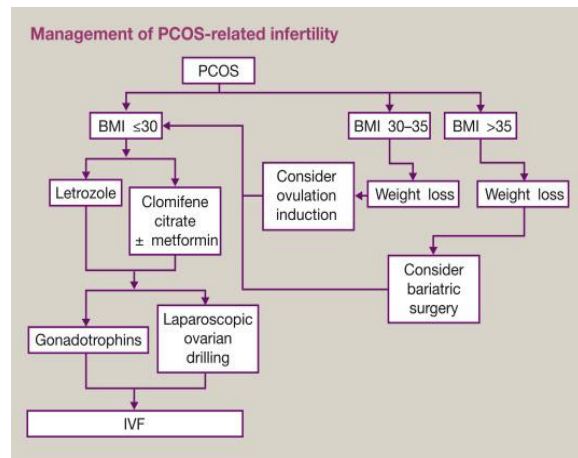 Management of PCOS-related infertility
PCOS
BMI ≤30
BMI 30–35
BMI >35
Letrozole
Clomifene
citrate
± metformin
Consider
ovulation
induction
Weight loss
Weight loss
Consider
bariatric
surgery
Gonadotrophins
Laparoscopic
ovarian
drilling
IVF